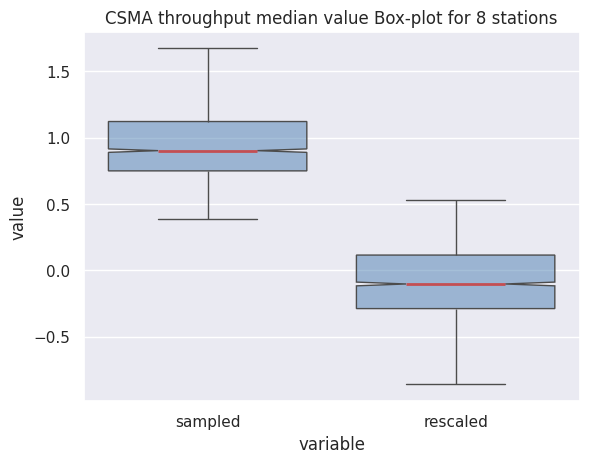 CSMA throughput median value Box-plot for 8 stations
1.5
1.0
0.5
0.0
−0.5
value
sampled
rescaled
variable